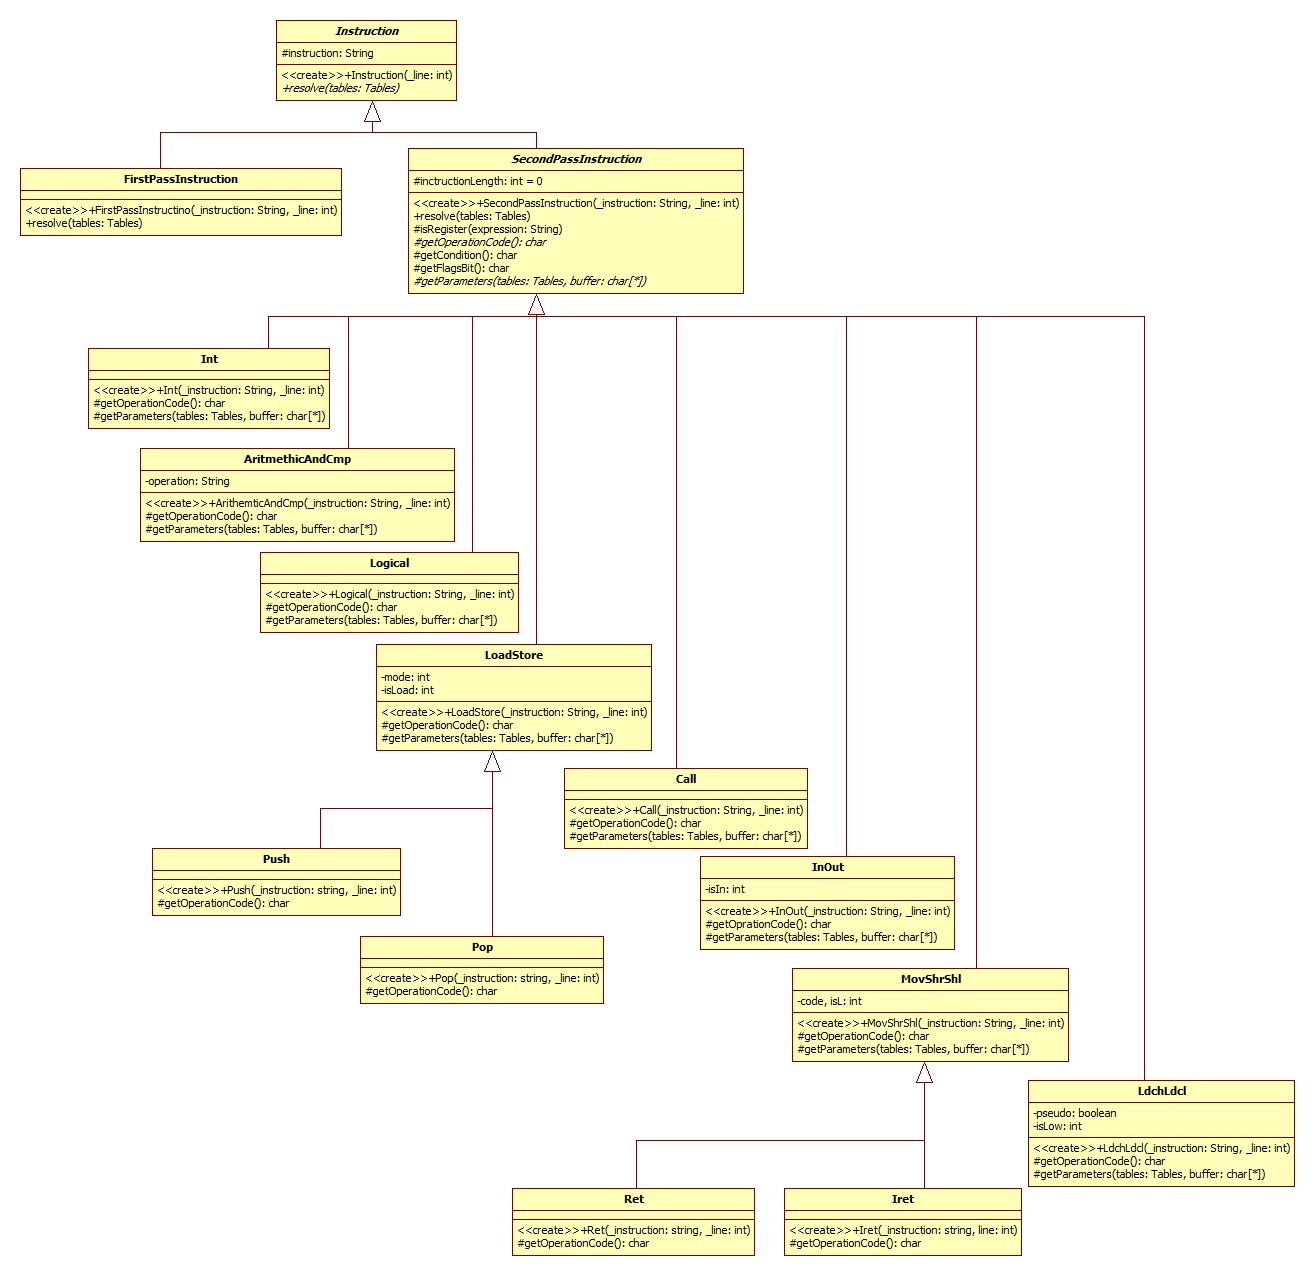 Instruction
#instruction: String
<<create>>+Instruction(_line: int)
+resolve(tables: Tables)
FirstPassInstruction
<<create>>+FirstPassInstructino(_instruction: String, _line: int)
+resolve(tables: Tables)
SecondPassInstruction
#inctructionLength: int = 0
<<create>>+SecondPassInstruction(_instruction: String, _line: int)
+resolve(tables: Tables)
#isRegister(expression: String)
#getOperationCode(): char
#getCondition(): char
#getFlagsBit(): char
#getParameters(tables: Tables, buffer: char[*])
Int
<<create>>+Int(_instruction: String, _line: int)
#getOperationCode(): char
#getParameters(tables: Tables, buffer: char[*])
AritmethicAndCmp
-operation: String
<<create>>+ArithemticAndCmp(_instruction: String, _line: int)
#getOperationCode(): char
#getParameters(tables: Tables, buffer: char[*])
Logical
<<create>>+Logical(_instruction: String, _line: int)
#getOperationCode(): char
#getParameters(tables: Tables, buffer: char[*])
LoadStore
-mode: int
-isLoad: int
<<create>>+LoadStore(_instruction: String, _line: int)
#getOperationCode(): char
#getParameters(tables: Tables, buffer: char[*])
Call
<<create>>+Call(_instruction: String, _line: int)
#getOperationCode(): char
#getParameters(tables: Tables, buffer: char[*])
Push
<<create>>+Push(_instruction: string, _line: int)
#getOperationCode(): char
InOut
-isIn: int
<<create>>+InOut(_instruction: String, _line: int)
#getOprationCode(): char
#getParameters(tables: Tables, buffer: char[*])
Pop
<<create>>+Pop(_instruction: string, _line: int)
#getOperationCode(): char
MovShrShl
-code, isL: int
<<create>>+MovShrShl(_instruction: String, _line: int)
#getOperationCode(): char
#getParameters(tables: Tables, buffer: char[*])
LdchLdcl
-pseudo: boolean
-isLow: int
<<create>>+LdchLdcl(_instruction: String, _line: int)
#getOperationCode(): char
#getParameters(tables: Tables, buffer: char[*])
Ret
<<create>>+Ret(_instruction: string, _line: int)
#getOperationCode(): char
Iret
<<create>>+Iret(_instruction: string, line: int)
#getOperationCode(): char